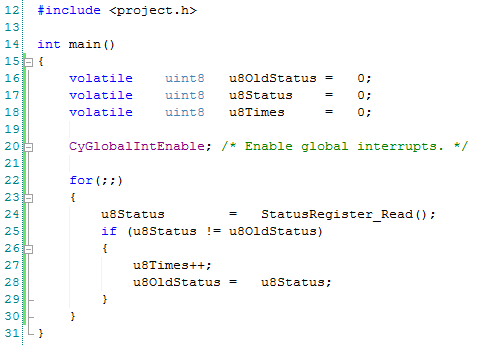 12 #include <project.h>
13
14 int main()
15 {
16     volatile    uint8   u8OldStatus =   0;
17     volatile    uint8   u8Status    =   0;
18     volatile    uint8   u8Times     =   0;
19
20     CyGlobalIntEnable; /* Enable global interrupts. */
21
22     for(;;)
23     {
24         u8Status        =   StatusRegister_Read();
25         if (u8Status != u8OldStatus)
26         {
27             u8Times++;
28             u8OldStatus =   u8Status;
29         }
30     }
31 }